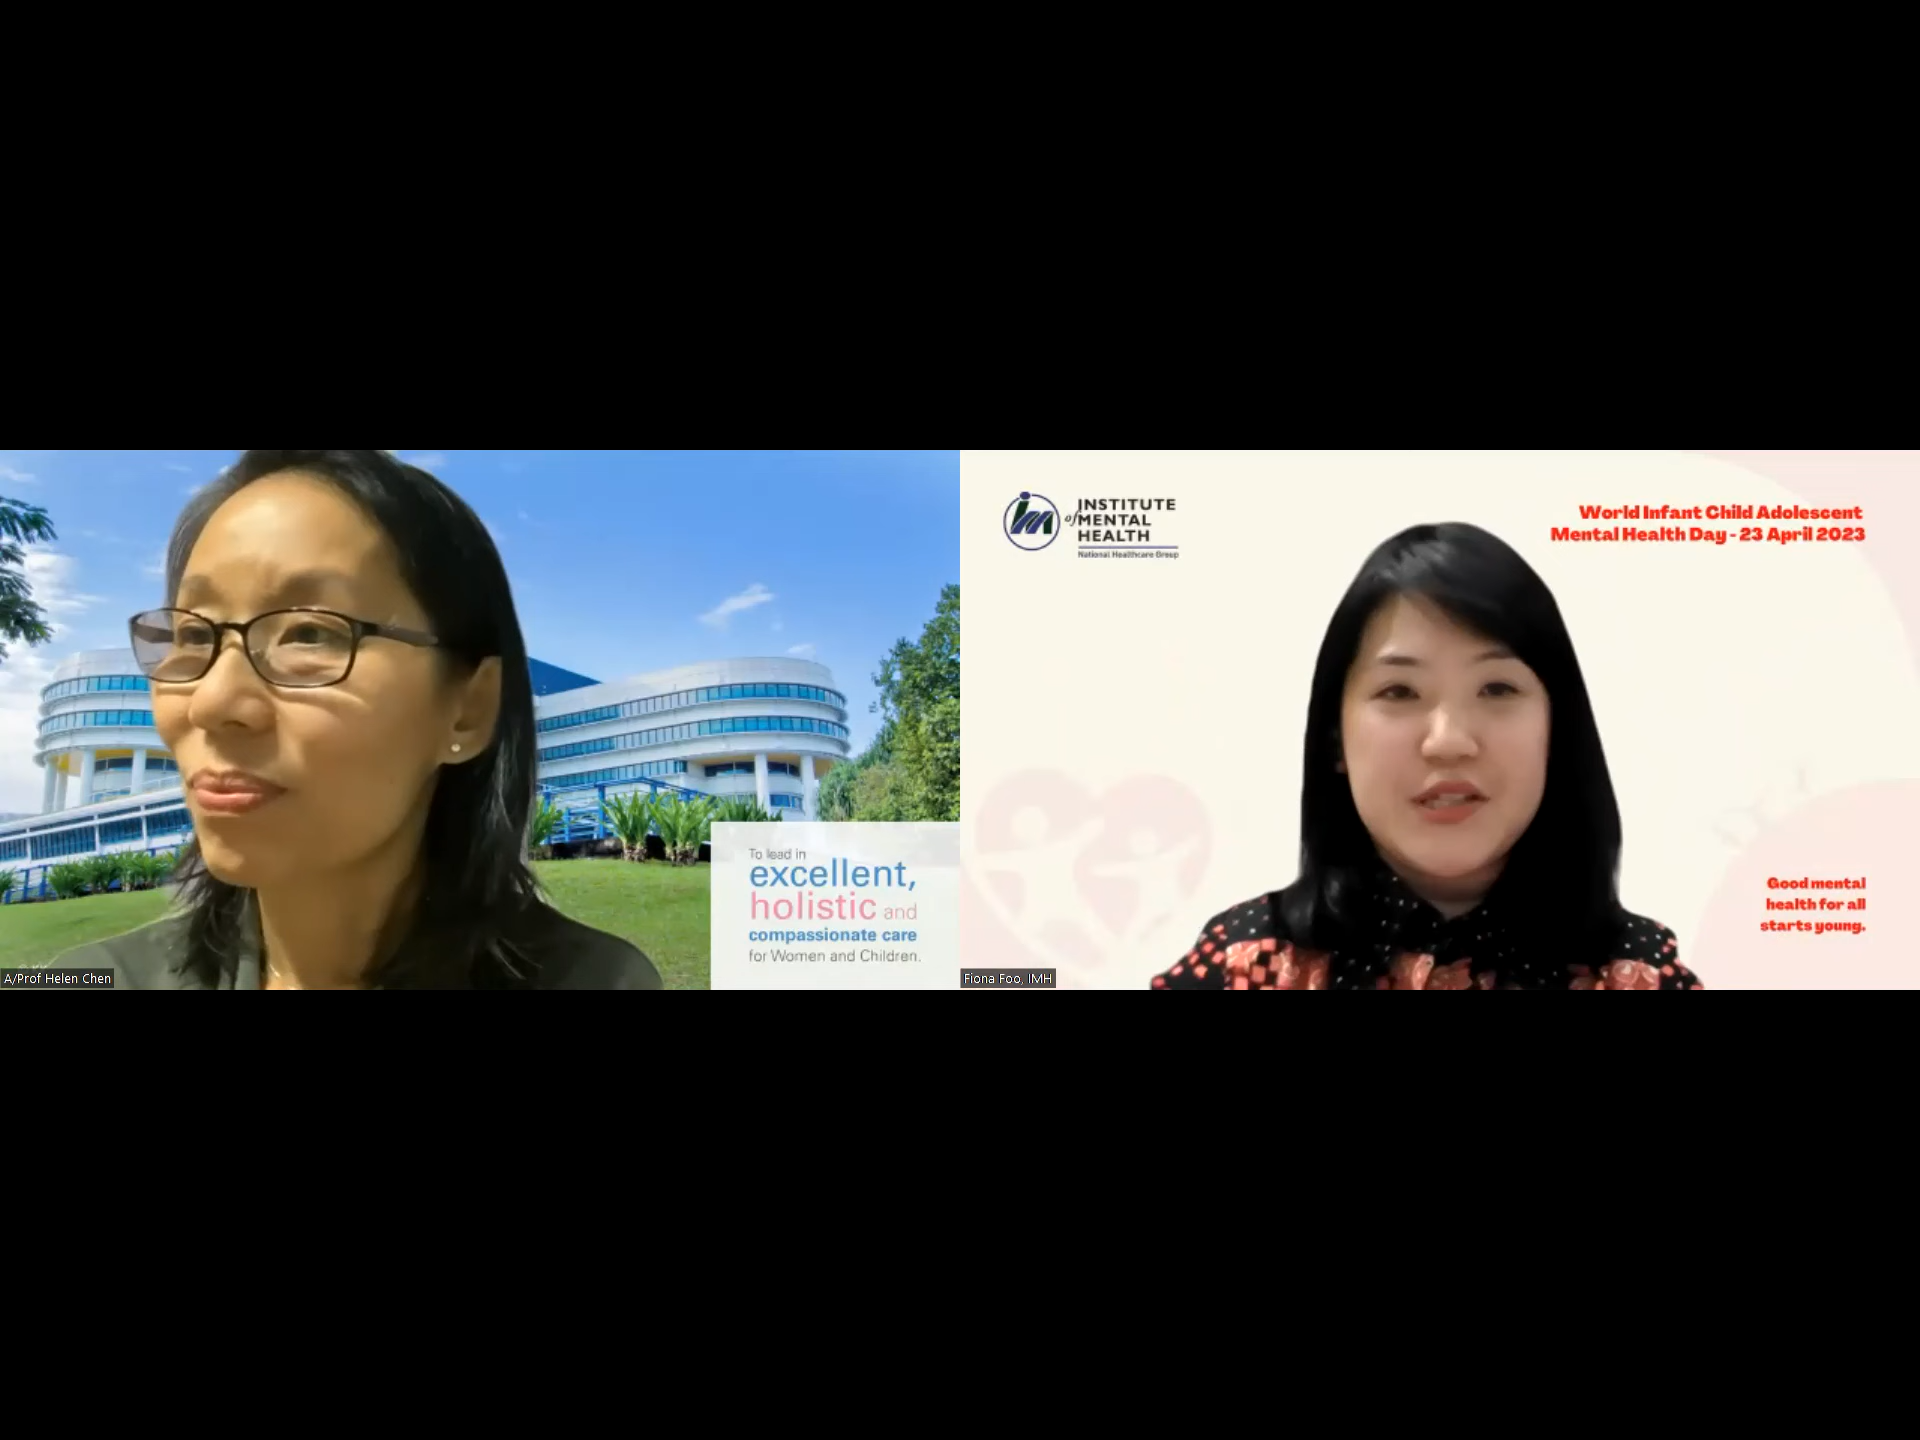 To lead in
excellent,
holistic and
compassionate care
for Women and Children.
A/Prof Helen Chen
im
INSTITUTE
of MENTAL
HEALTH
National Healthcare Group
World Infant Child Adolescent
Mental Health Day - 23 April 2023
Good mental
health for all
starts young.
Fiona Foo, IMH